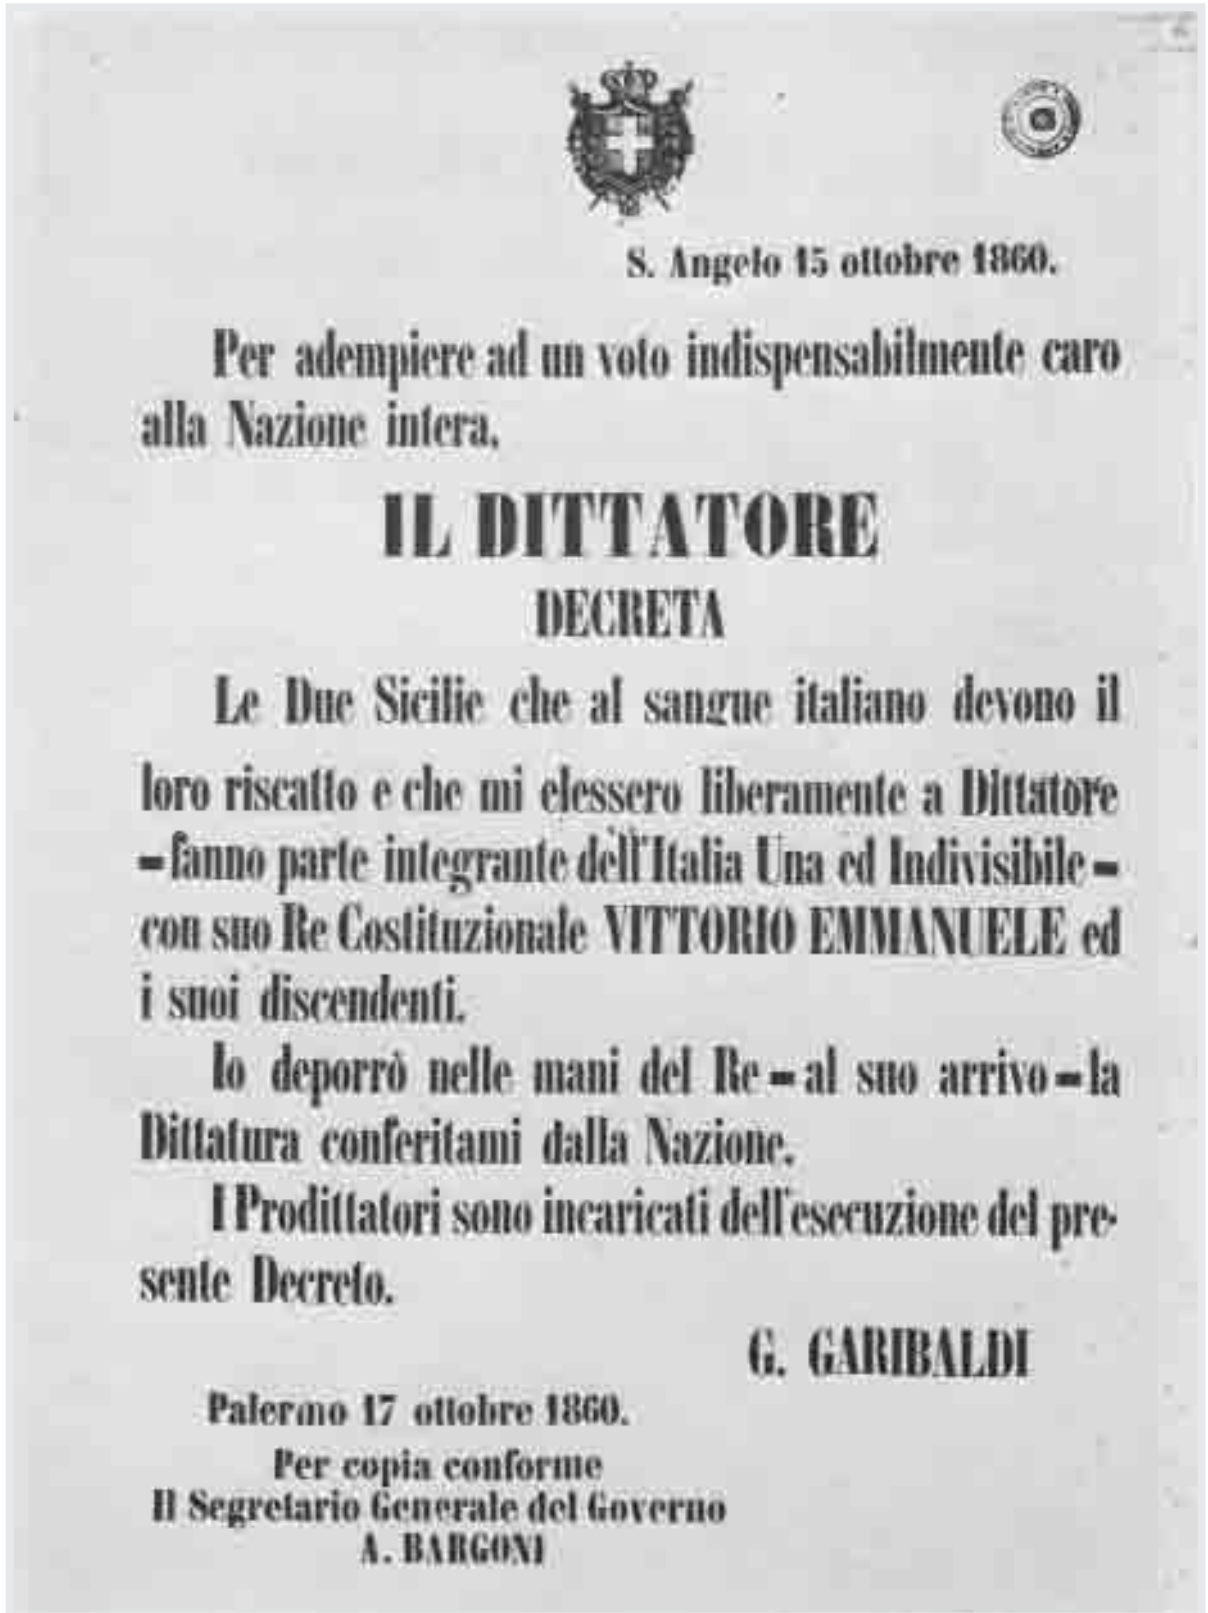 S. Angelo 15 ottobre 1860.
Per adempiere ad un voto indispensabilmente caro
alla Nazione intera,
IL DITTATORE
DECRETA
Le Due Sicilie che al sangue italiano devono il
loro riscatto e che mi elessero liberamente a Dittatore
– fanno parte integrante dell'Italia Una ed Indivisibile –
con suo Re Costituzionale VITTORIO EMMANUELE ed
i suoi discendenti.
Io deporrò nelle mani del Re – al suo arrivo – la
Dittatura conferitami dalla Nazione.
I Prodittatori sono incaricati dell'esecuzione del pre-
sente Decreto.
G. GARIBALDI
Palermo 17 ottobre 1860.
Per copia conforme
Il Segretario Generale del Governo
A. BARGONI